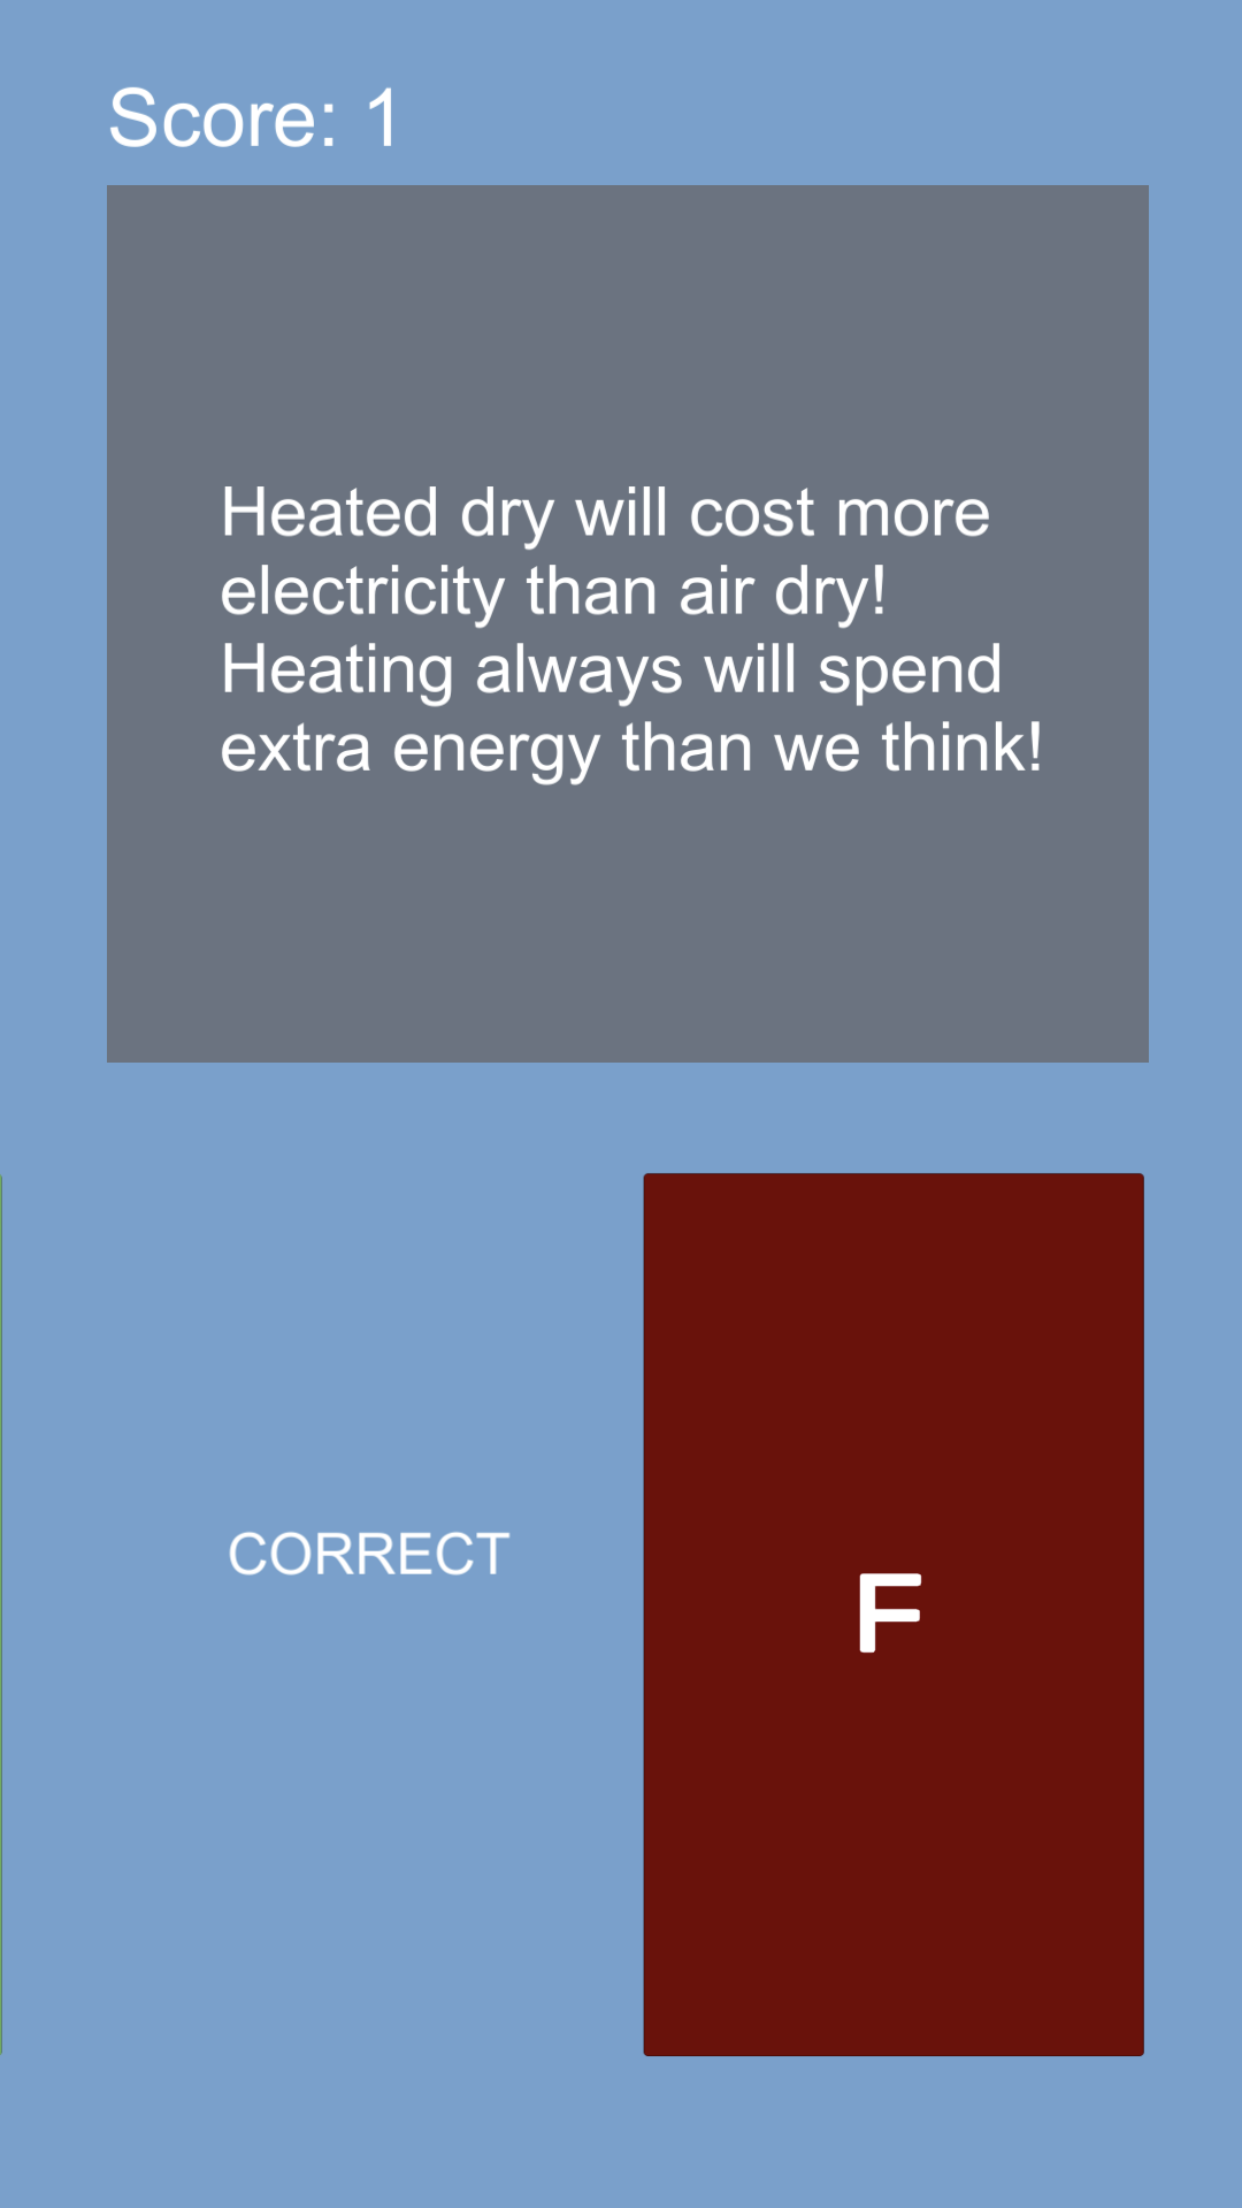 Score: 1
Heated dry will cost more
electricity than air dry!
Heating always will spend
extra energy than we think!
CORRECT
F